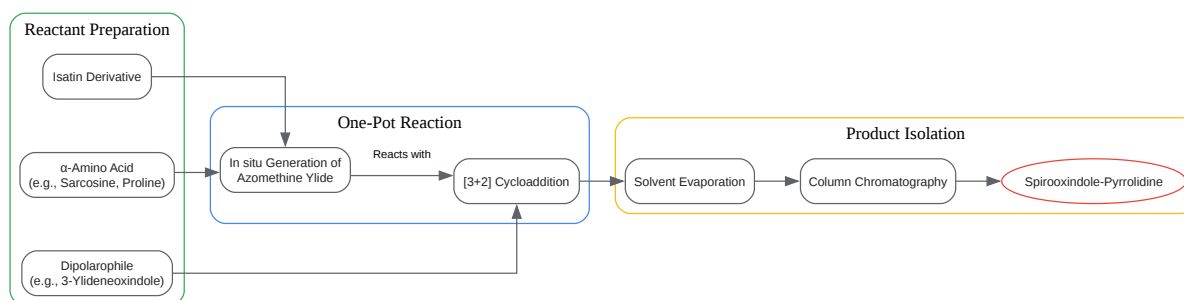 Reactant Preparation
Isatin Derivative
α-Amino Acid
(e.g., Sarcosine, Proline)
Dipolarophile
(e.g., 3-Ylideneoxindole)
One-Pot Reaction
In situ Generation of
Azomethine Ylide
Reacts with
[3+2] Cycloaddition
Product Isolation
Solvent Evaporation
Column Chromatography
Spirooxindole-Pyrrolidine